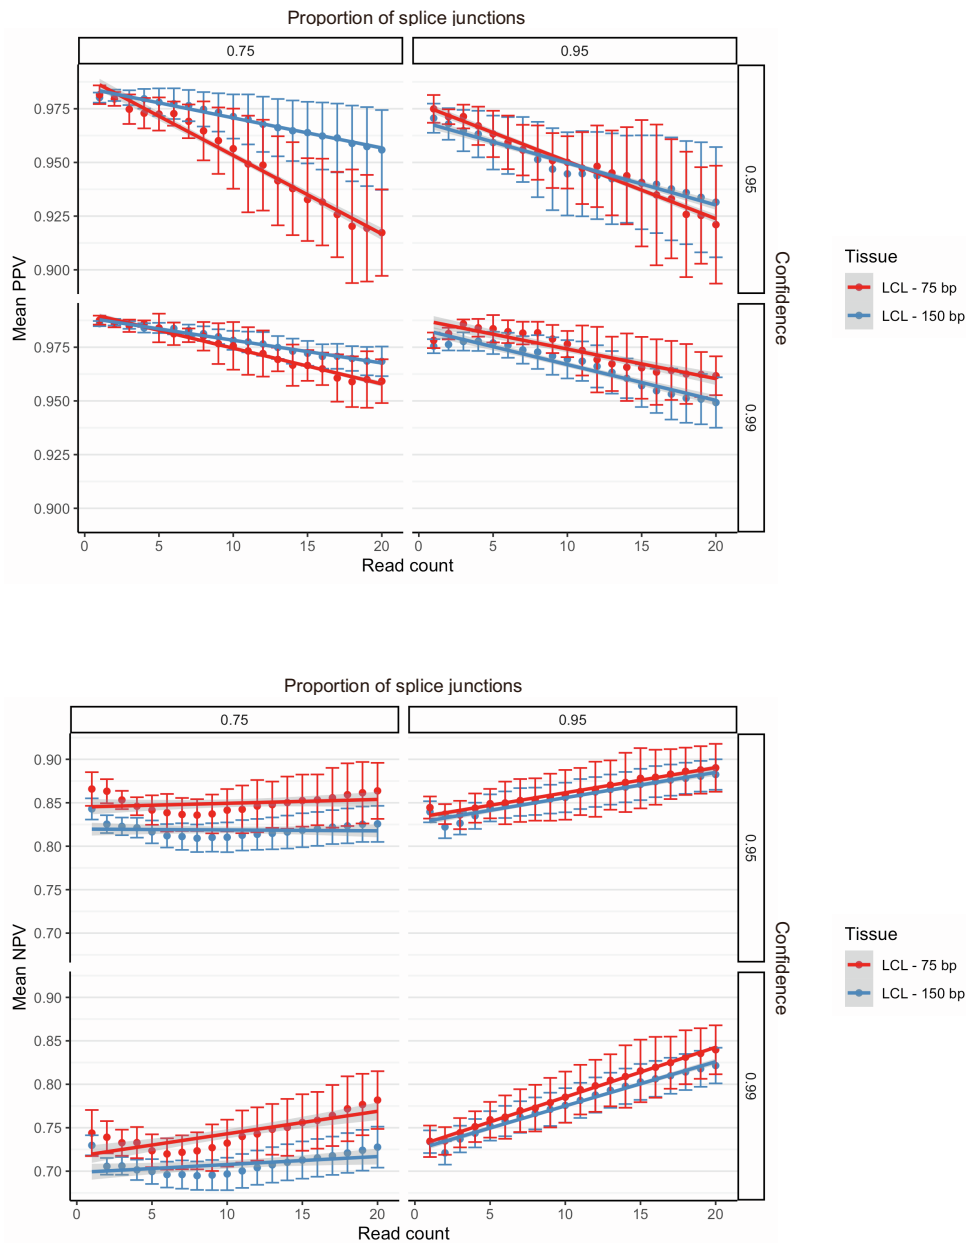 Proportion of splice junctions
0.75
0.95
0.975
0.950
0.925
0.900
0.95
Mean PPV
Confidence
0.975
0.950
0.925
0.900
0.99
0 5 10 15 20
0 5 10 15 20
Read count
Tissue
LCL - 75 bp
LCL - 150 bp
Proportion of splice junctions
0.75
0.95
0.90
0.85
0.80
0.75
0.70
0.95
Mean NPV
Confidence
0.90
0.85
0.80
0.75
0.70
0.99
0 5 10 15 20
0 5 10 15 20
Read count
Tissue
LCL - 75 bp
LCL - 150 bp